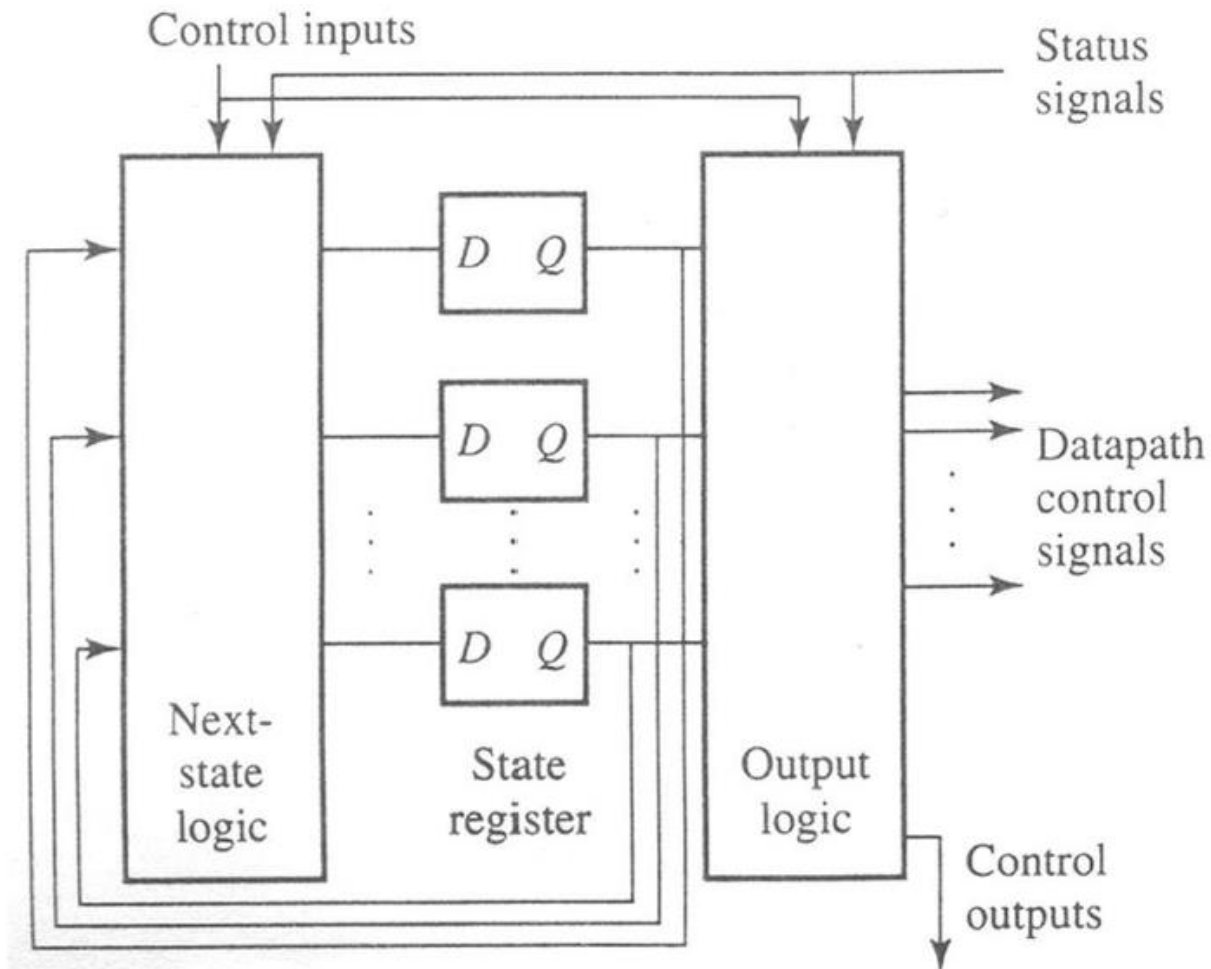 Control inputs
Status
signals
D Q
D Q
Datapath
control
signals
D Q
Next-
state
logic
State
register
Output
logic
Control
outputs